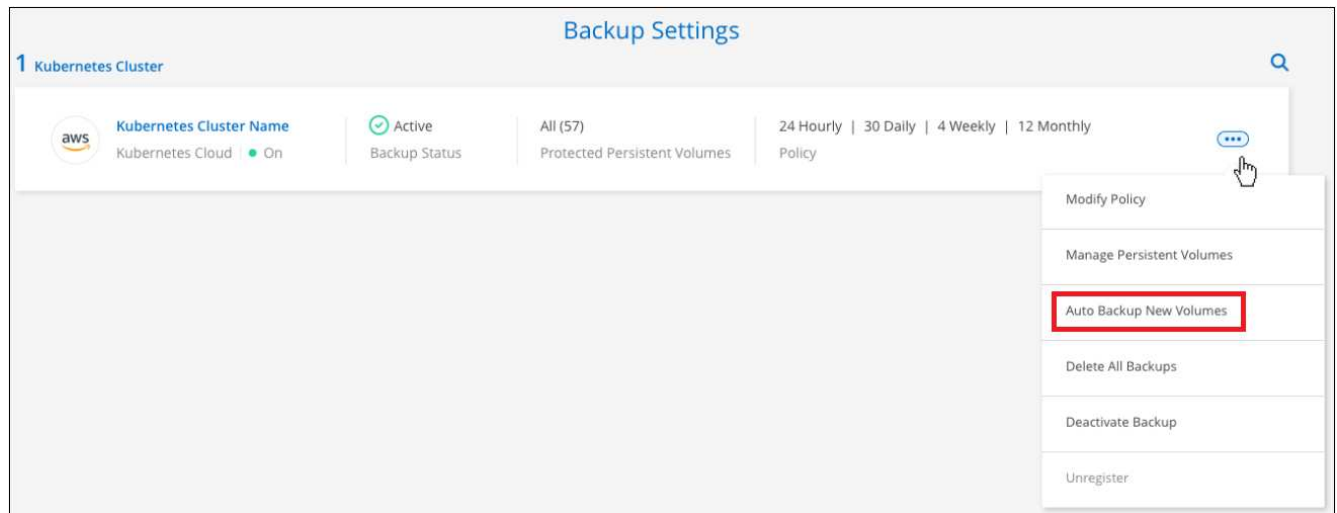 Backup Settings
1 Kubernetes Cluster
aws
Kubernetes Cluster Name
Kubernetes Cloud
On
Active
Backup Status
All (57)
Protected Persistent Volumes
24 Hourly | 30 Daily | 4 Weekly | 12 Monthly
Policy
Modify Policy
Manage Persistent Volumes
Auto Backup New Volumes
Delete All Backups
Deactivate Backup
Unregister